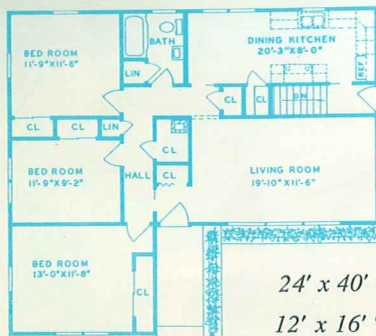 BED ROOM
11'-9"X11'-6"
BATH
LIN
DINING KITCHEN
20'-3"X8'-0"
REF
CL
CL
DN
CL
CL
LIN
CL
CL
BED ROOM
11'-9"X9'-2"
HALL
LIVING ROOM
19'-10"X11'-6"
BED ROOM
13'-0"X11'-8"
CL
24' x 40'
12' x 16'